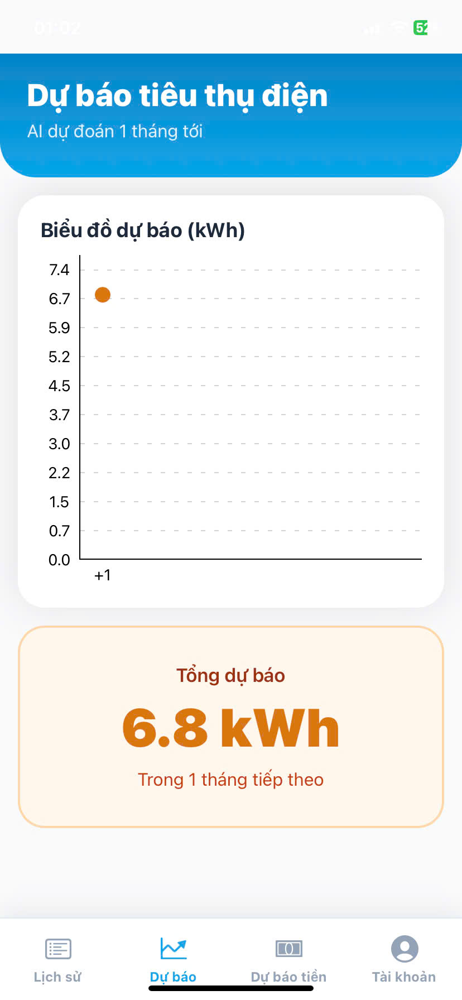 01:02
52
Dự báo tiêu thụ điện
AI dự đoán 1 tháng tới
Biểu đồ dự báo (kWh)
7.4
6.7
5.9
5.2
4.5
3.7
3.0
2.2
1.5
0.7
0.0
+1
Tổng dự báo
6.8 kWh
Trong 1 tháng tiếp theo
Lịch sử
Dự báo
Dự báo tiền
Tài khoản